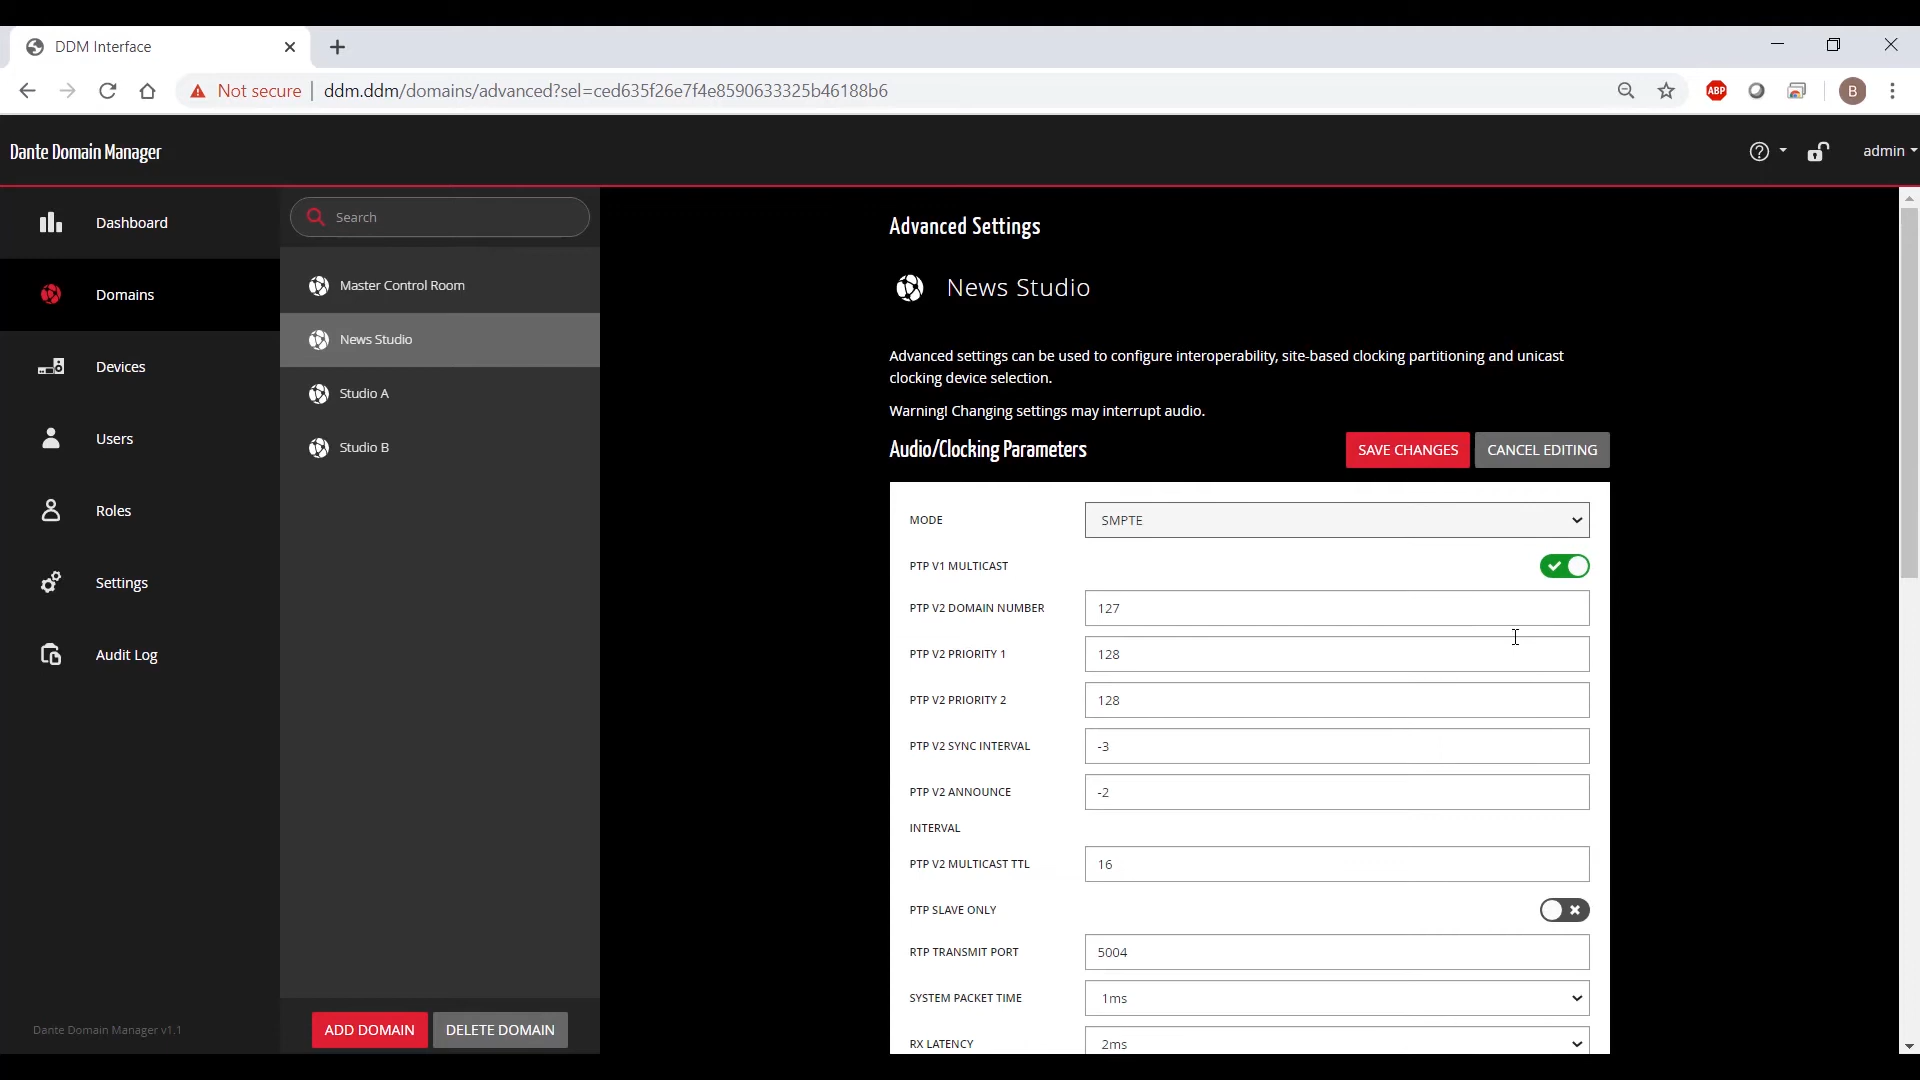 DDM Interface
Not secure
ddm.ddm/domains/advanced?sel=ced635f26e7f4e8590633325b46188b6
ABP
B
Dante Domain Manager
admin
Dashboard
Domains
Devices
Users
Roles
Settings
Audit Log
Dante Domain Manager v1.1
Search
Master Control Room
News Studio
Studio A
Studio B
ADD DOMAIN
DELETE DOMAIN
Advanced Settings
News Studio
Advanced settings can be used to configure interoperability, site-based clocking partitioning and unicast
clocking device selection.
Warning! Changing settings may interrupt audio.
Audio/Clocking Parameters
SAVE CHANGES
CANCEL EDITING
MODE
SMPTE
PTP V1 MULTICAST
PTP V2 DOMAIN NUMBER
127
PTP V2 PRIORITY 1
128
PTP V2 PRIORITY 2
128
PTP V2 SYNC INTERVAL
-3
PTP V2 ANNOUNCE
INTERVAL
-2
PTP V2 MULTICAST TTL
16
PTP SLAVE ONLY
RTP TRANSMIT PORT
5004
SYSTEM PACKET TIME
1ms
RX LATENCY
2ms